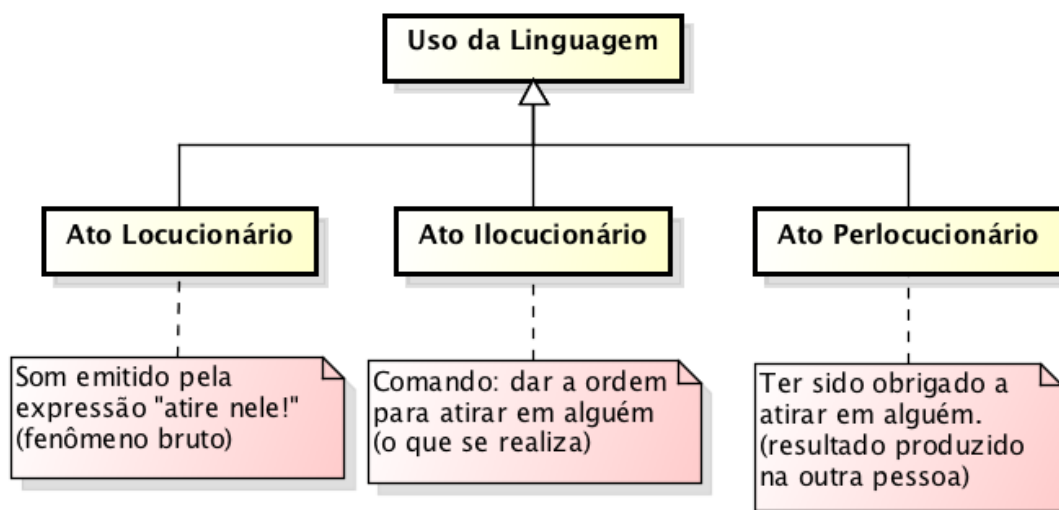 Uso da Linguagem
Ato Locucionário
Ato Ilocucionário
Ato Perlocucionário
Som emitido pela
expressão "atire nele!"
(fenômeno bruto)
Comando: dar a ordem
para atirar em alguém
(o que se realiza)
Ter sido obrigado a
atirar em alguém.
(resultado produzido
na outra pessoa)